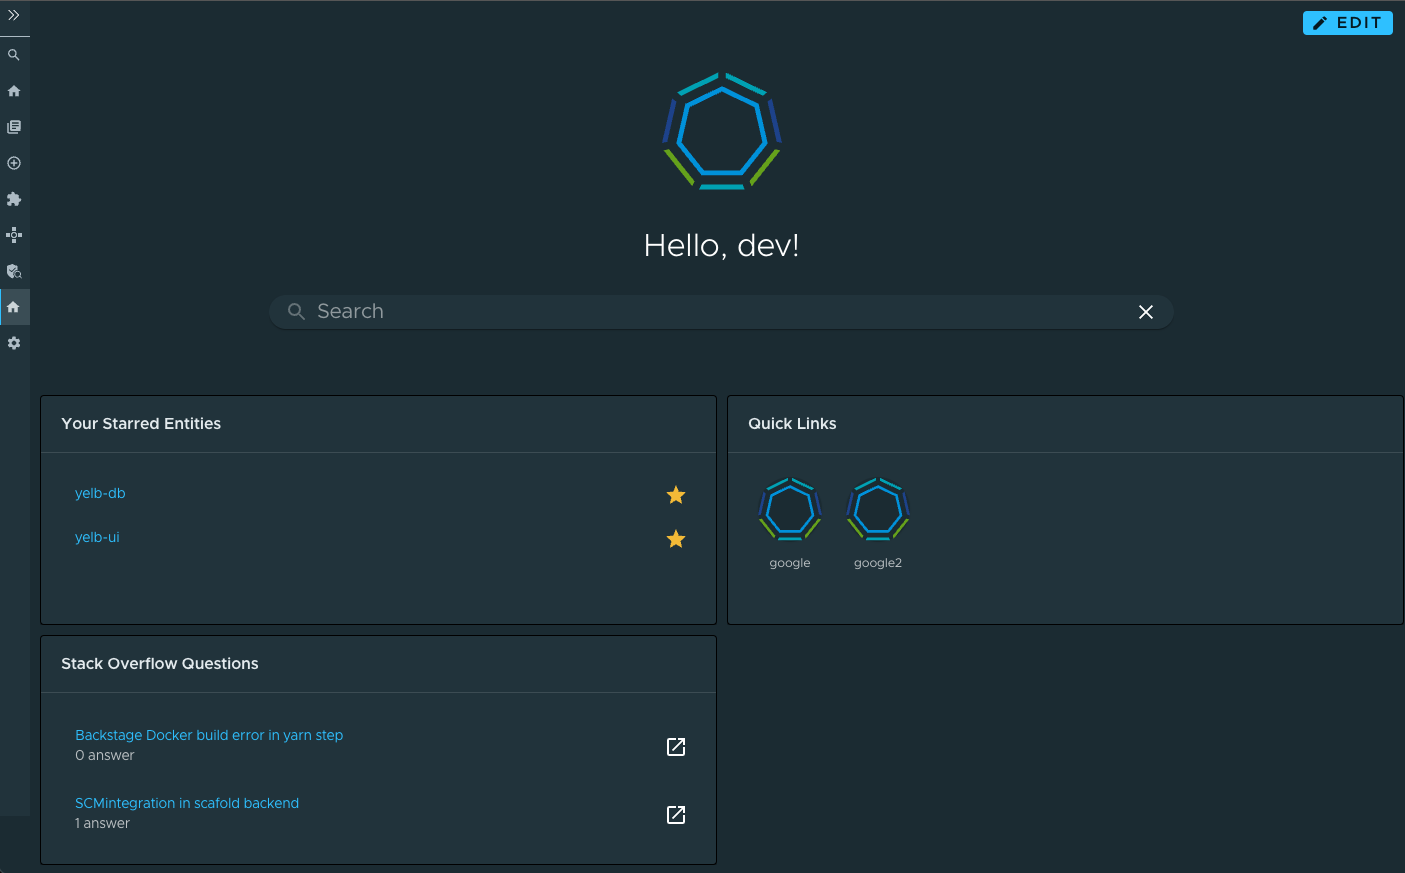 EDIT
Hello, dev!
Search
Your Starred Entities
yelb-db
yelb-ui
Quick Links
google
google2
Stack Overflow Questions
Backstage Docker build error in yarn step
0 answer
SCMintegration in scafold backend
1 answer